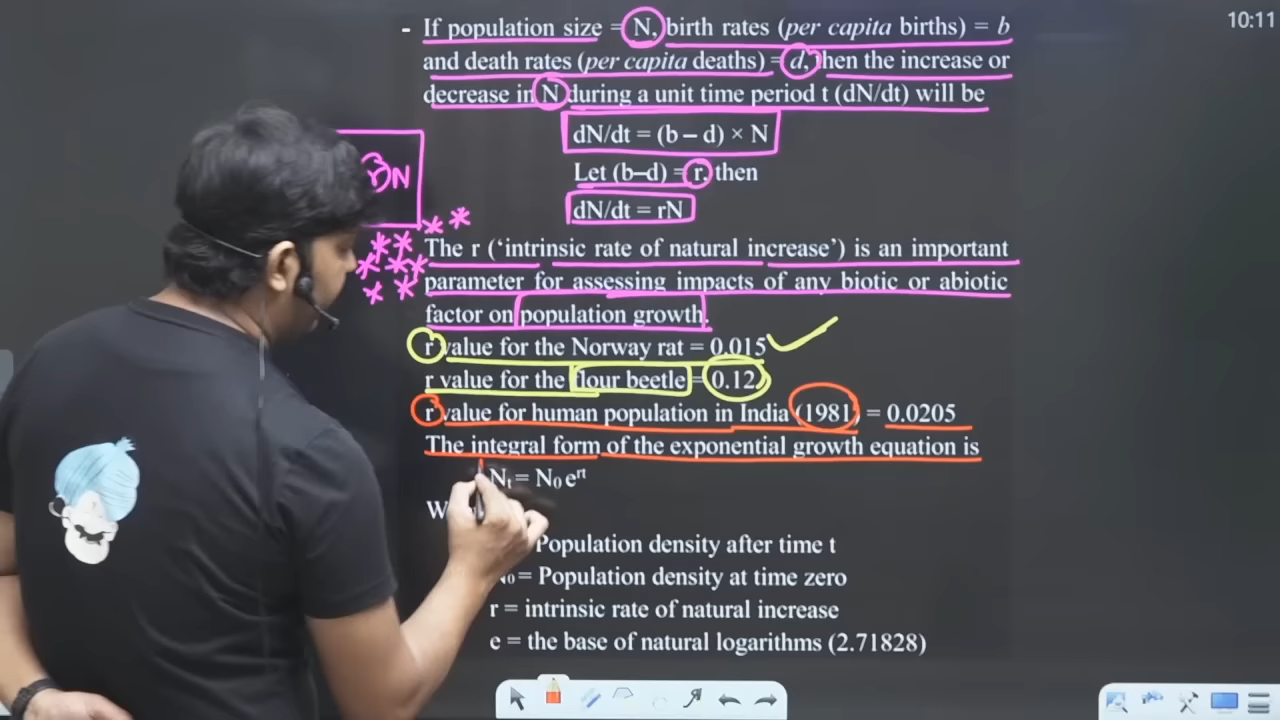 10:11
- If population size = N, birth rates (per capita births) = b
and death rates (per capita deaths) = d, then the increase or
decrease in N during a unit time period t (dN/dt) will be
dN/dt = (b – d) × N
Let (b–d) = r, then
N
dN/dt = rN
The r (‘intrinsic rate of natural increase’) is an important
parameter for assessing impacts of any biotic or abiotic
factor on population growth.
r value for the Norway rat = 0.015
r value for the flour beetle = 0.12
r value for human population in India (1981) = 0.0205
The integral form of the exponential growth equation is
Nt = N0 e^rt
Population density after time t
N0 = Population density at time zero
r = intrinsic rate of natural increase
e = the base of natural logarithms (2.71828)